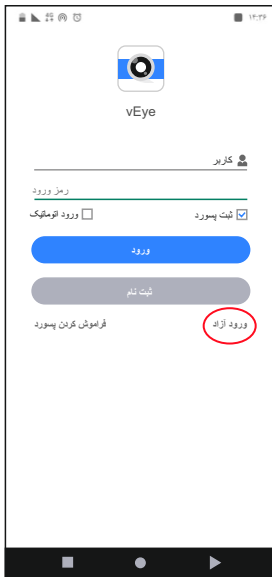 ۱۴:۳۶
vEye
کاربر
رمز ورود
ثبت پسورد ورود اتوماتیک
ورود
ثبت نام
ورود آزاد فراموش کردن پسورد